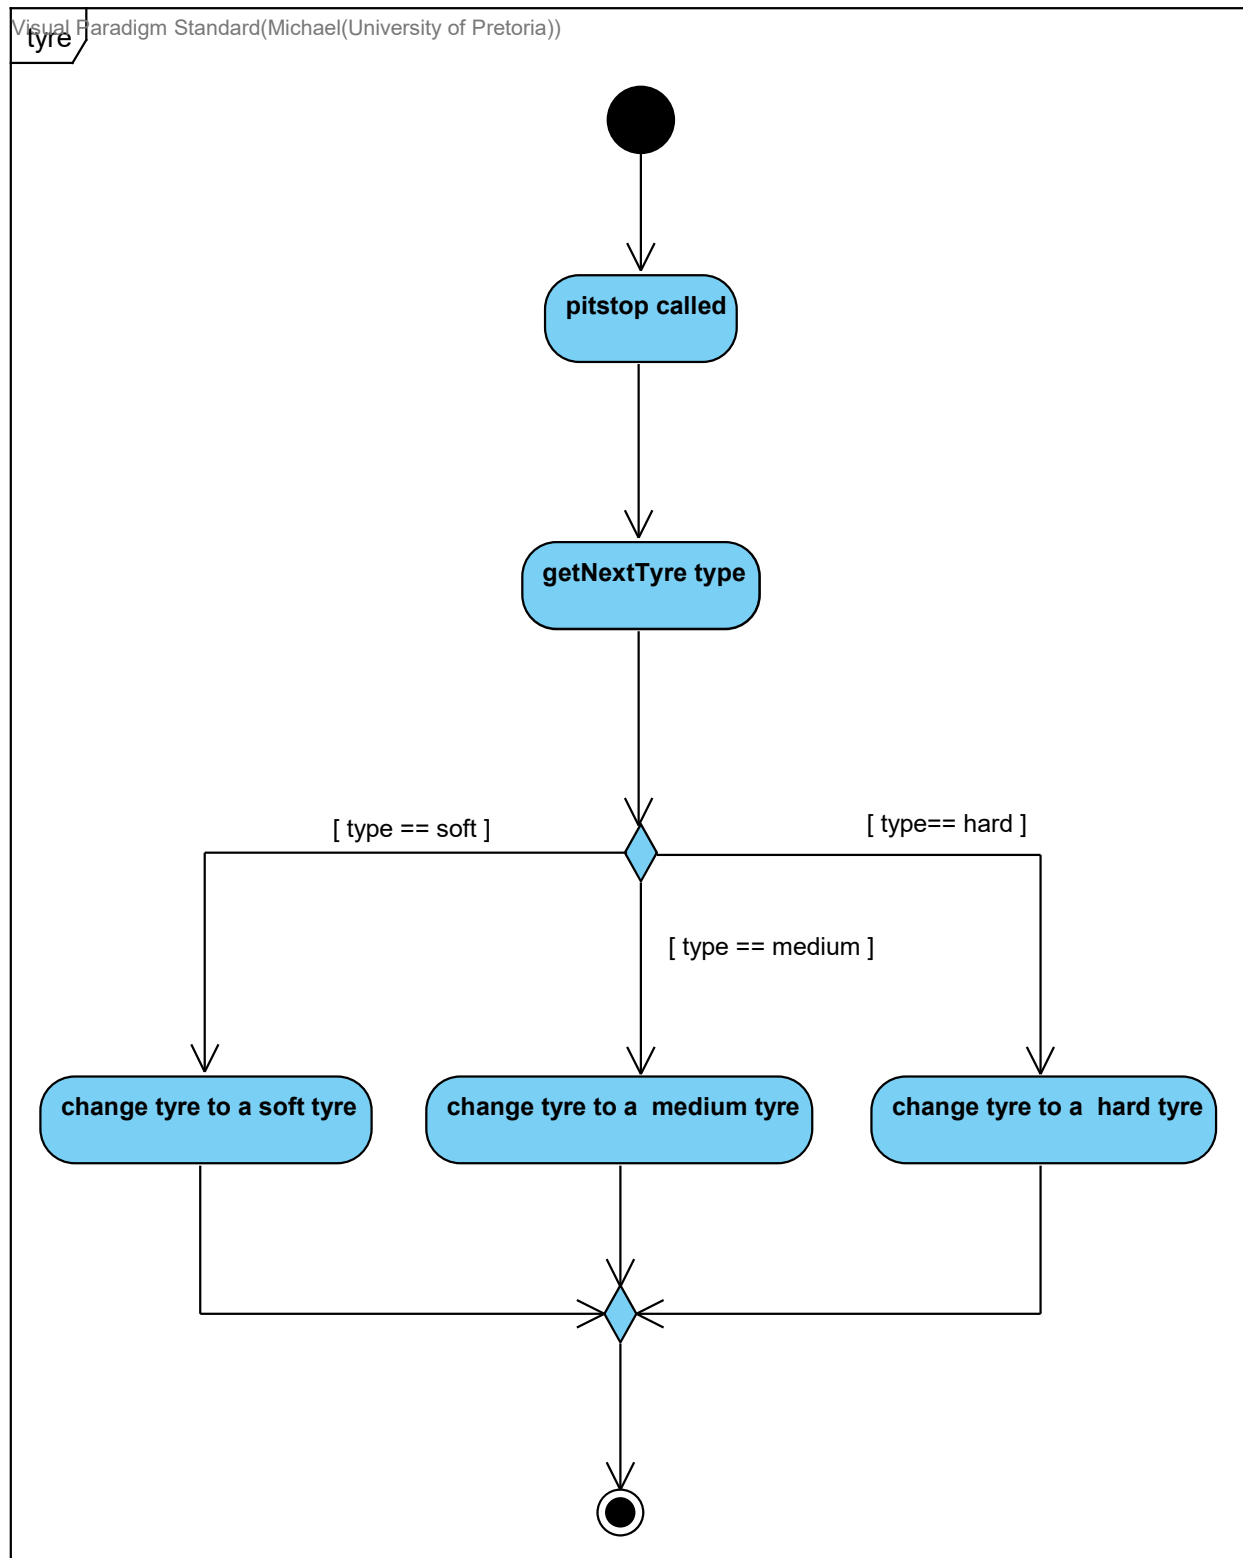 Visual Paradigm Standard(Michael(University of Pretoria))
tyre
pitstop called
getNextTyre type
[ type == soft ]
[ type== hard ]
[ type == medium ]
change tyre to a soft tyre
change tyre to a  medium tyre
change tyre to a  hard tyre